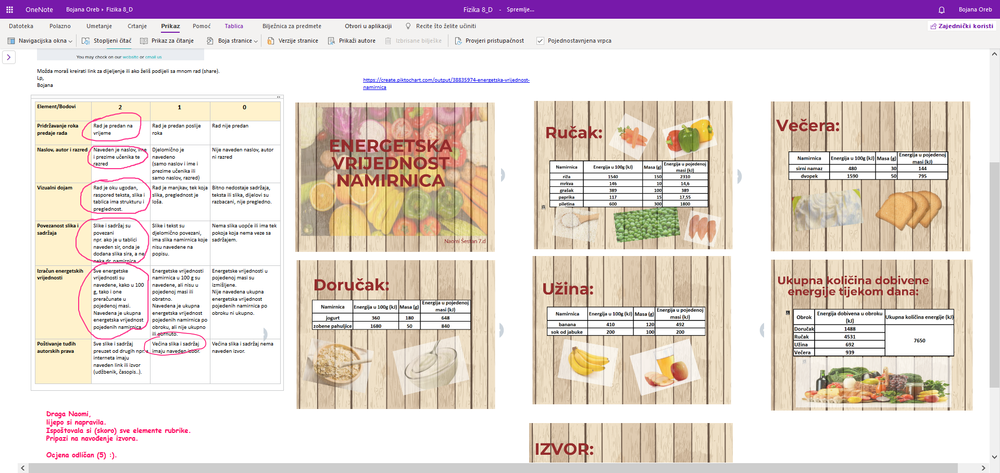 OneNote
Bojana Oreb › Fizika 8_D
Fizika 8_D - Spremlje...
Bojana Oreb
Datoteka Polazno Umetanje Crtanje Prikaz Pomoć Tablica Bilježnica za predmete Otvori u aplikaciji Recite što želite učiniti Zajednički koristi
Navigacijska okna Stopljeni čitač Prikaz za čitanje Boja stranice Verzije stranice Prikaži autore Izbrisane bilješke Provjeri pristupačnost Pojednostavnjena vrpca
You may check on our website or email us
Možda moraš kreirati link za dijeljenje ili ako želiš podijeli sa mnom rad (share).
Lp,
Bojana
https://create.piktochart.com/output/38835974-energetska-vrijednost-
namirnica
Element/Bodovi 2 1 0
Pridržavanje roka
predaje rada
Rad je predan na
vrijeme
Rad je predan poslije
roka
Rad nije predan
Naslov, autor i razred
Naveden je naslov, ime
i prezime učenika te
razred
Djelomično je
navedeno
(samo naslov i ime i
prezime učenika ili
samo naslov, razred)
Nije naveden naslov, autor
ni razred
Vizualni dojam
Rad je oku ugodan,
raspored teksta, slika i
tablica ima strukturu i
preglednost.
Rad je manjkav, tek koja
slika, preglednost je
loša.
Bitno nedostaje sadržaja,
teksta ili slika, dijelovi su
razbacani, nije pregledno.
Povezanost slika i
sadržaja
Slike i sadržaj su
povezani
npr. ako je u tablici
naveden sir, onda je
dodana slika sira, a ne
neka dr. namirnica
Slike i tekst su
djelomično povezani,
ima slika namirnica koje
nisu navedene na
popisu.
Nema slika uopće ili ima tek
pokoja koja nema veze sa
sadržajem.
Izračun energetskih
vrijednosti
Sve energetske
vrijednosti su
navedene, kako u 100
g, tako i one
preračunate u
pojedenoj masi.
Navedena je ukupna
energetska vrijednost
pojedenih namirnica
Energetske vrijednosti
namirnica u 100 g su
navedene, ali nisu u
pojedenoj masi ili
obratno.
Navedena je ukupna
energetska vrijednost
pojedenih namirnica po
obroku, ali nije ukupno
ili obrnuto.
Energetske vrijednosti u
pojedenoj masi su
izmišljene.
Nije navedena ukupna
energetska vrijednost
pojedenih namirnica po
obroku ni ukupno.
Poštivanje tuđih
autorskih prava
Sve slike i sadržaj
preuzet od drugih npr. s
interneta imaju
naveden link ili izvor
(udžbenik, časopis..).
Većina slika i sadržaj
imaju naveden izbor.
Većina slika i sadržaj nema
naveden izvor.
Draga Naomi,
lijepo si napravila.
Ispoštovala si (skoro) sve elemente rubrike.
Pripazi na navođenje izvora.
Ocjena odličan (5) :).
ENERGETSKA
VRIJEDNOST
NAMIRNICA
Naomi Šestan 7.d
Doručak:
Namirnica Energija u 100g (kJ) Masa (g) Energija u pojedenoj
masi (kJ)
jogurt 360 180 648
zobene pahuljice 1680 50 840
Ručak:
Namirnica Energija u 100g (kJ) Masa (g) Energija u pojedenoj
masi (kJ)
riža 1540 150 2310
mrkva 146 10 14,6
grašak 389 100 389
paprika 117 15 17,55
piletina 600 300 1800
Užina:
Namirnica Energija u 100g (kJ) Masa (g) Energija u pojedenoj
masi (kJ)
banana 410 120 492
sok od jabuke 200 100 200
IZVOR:
Večera:
Namirnica Energija u 100g (kJ) Masa (g) Energija u pojedenoj
masi (kJ)
sirni namaz 480 30 144
dvopek 1590 50 795
Ukupna količina dobivene
energije tijekom dana:
Obrok Energija dobivena u obroku
(kJ) Ukupna količina energije (kJ)
Doručak 1488
Ručak 4531
Užina 692
Večera 939
7650